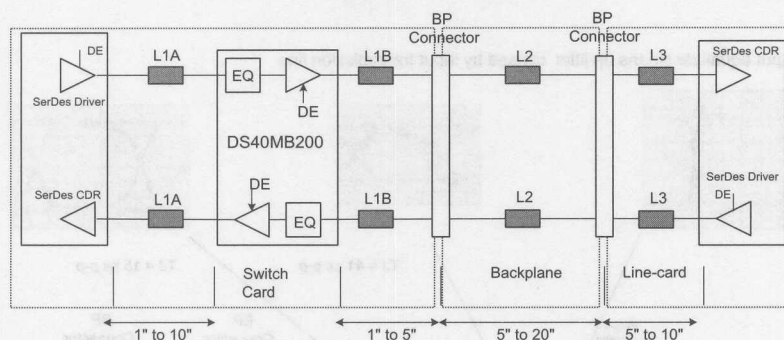 BP
Connector
BP
Connector
DE
L1A
EQ
DE
L1B
L2
L3
SerDes CDR
SerDes Driver
DS40MB200
SerDes CDR
L1A
DE
EQ
L1B
L2
L3
SerDes Driver
DE
Switch
Card
Backplane
Line-card
1" to 10"
1" to 5"
5" to 20"
5" to 10"